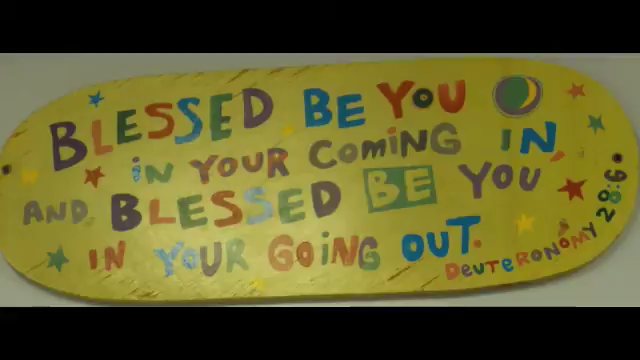 BLESSED BE YOU
iN YOUR COMiNG IN,
AND BLESSED BE YOU
IN YOUR GOiNG OUT.
DEUTERONOMY 28:6